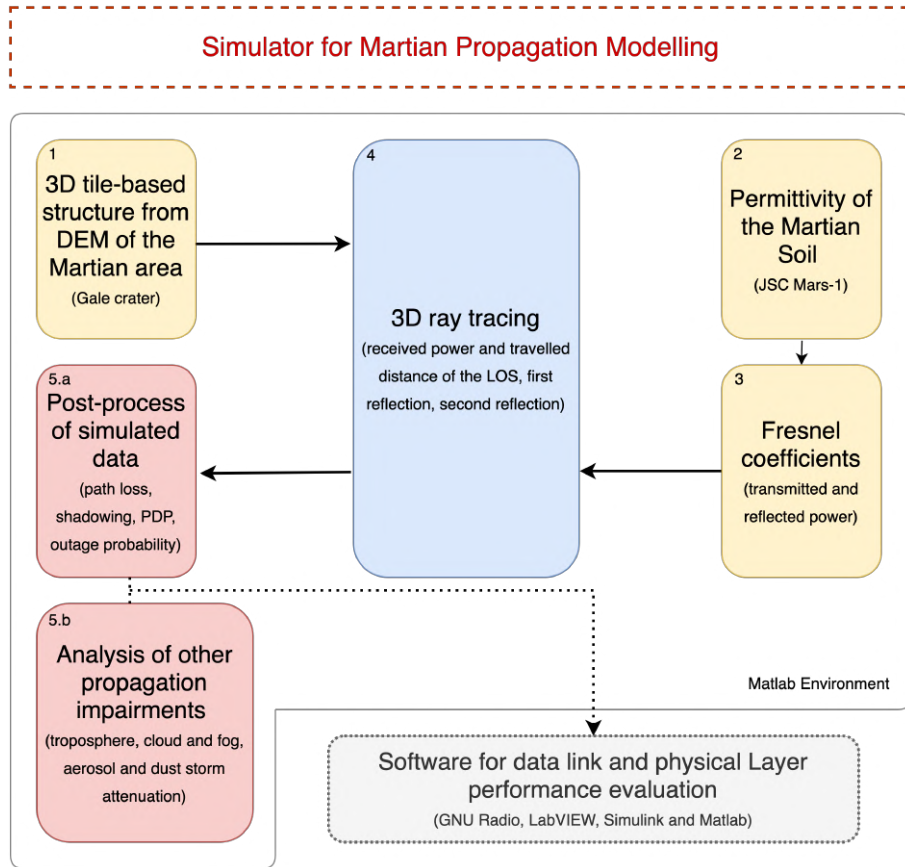 Simulator for Martian Propagation Modelling
1
3D tile-based
structure from
DEM of the
Martian area
(Gale crater)
4
3D ray tracing
(received power and travelled
distance of the LOS, first
reflection, second reflection)
2
Permittivity of
the Martian
Soil
(JSC Mars-1)
5.a
Post-process
of simulated
data
(path loss,
shadowing, PDP,
outage probability)
3
Fresnel
coefficients
(transmitted and
reflected power)
5.b
Analysis of other
propagation
impairments
(troposphere, cloud and fog,
aerosol and dust storm
attenuation)
Matlab Environment
Software for data link and physical Layer
performance evaluation
(GNU Radio, LabVIEW, Simulink and Matlab)